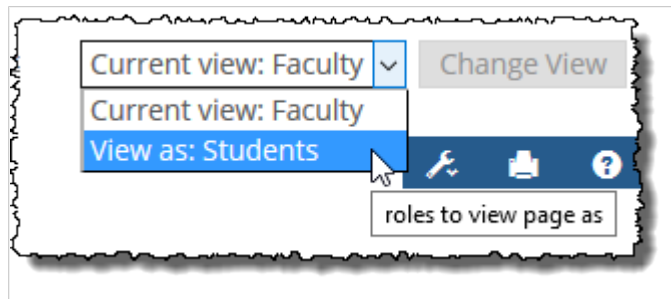 Current view: Faculty Change View
Current view: Faculty
View as: Students
?
roles to view page as